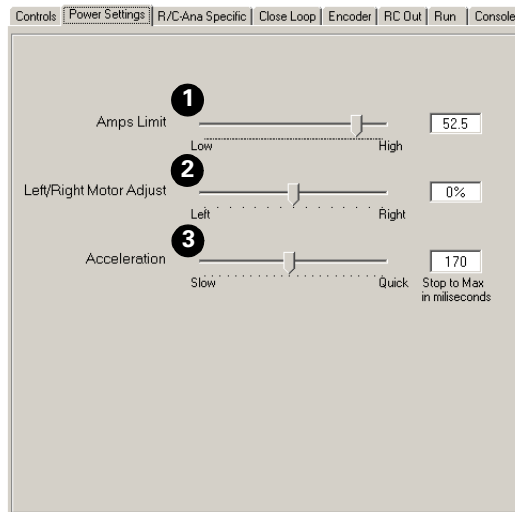 Controls Power Settings R/C-Ana Specific Close Loop Encoder RC Out Run Console
1
Amps Limit 52.5
Low High
2
Left/Right Motor Adjust 0%
Left Right
3
Acceleration 170
Slow Quick Stop to Max
in miliseconds